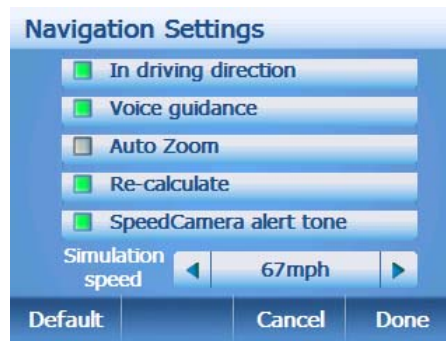 Navigation Settings
In driving direction
Voice guidance
Auto Zoom
Re-calculate
SpeedCamera alert tone
Simulation
speed
67mph
Default
Cancel
Done